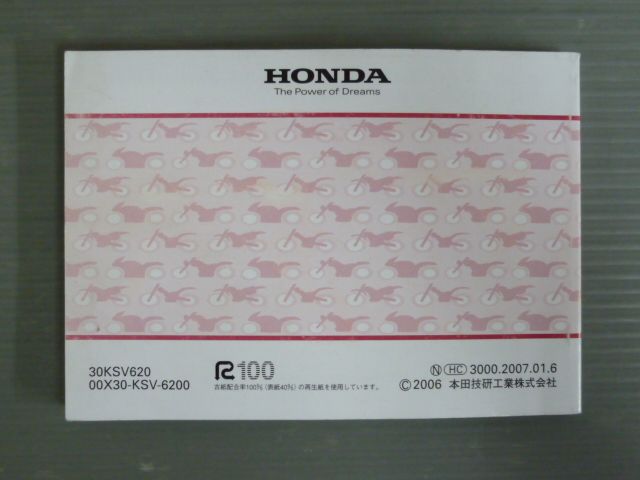 HONDA
The Power of Dreams
30KSV620
00X30-KSV-6200
R100
古紙配合率100%(表紙40%)の再生紙を使用しています。
N HC 3000.2007.01.6
©2006 本田技研工業株式会社